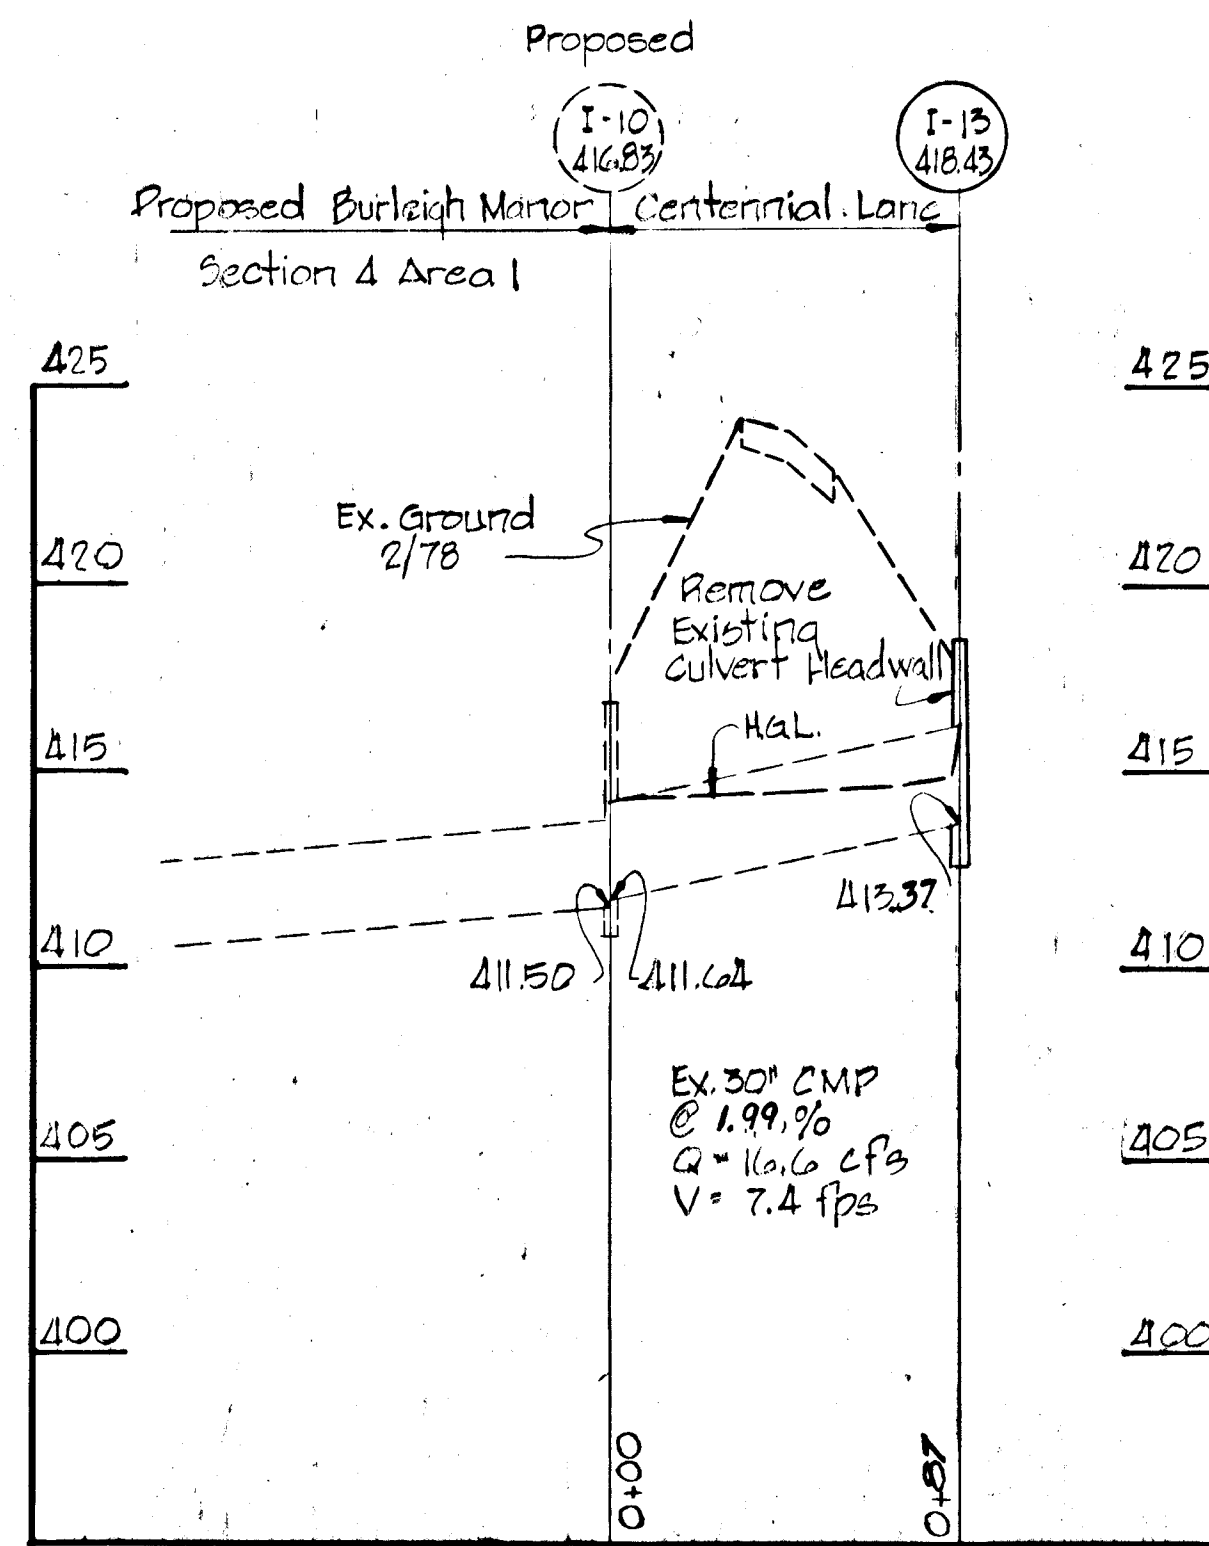 Proposed
I-10
416.83
I-13
418.43
Proposed Burleigh Manor
Centennial Lane
Section 4 Area 1
425
425
Ex. Ground
2/78
420
420
Remove
Existing
Culvert Headwall
H.G.L.
415
415
413.37
410
410
411.50
411.64
Ex. 30" CMP
@ 1.99%
Q = 16.6 cfs
V = 7.4 fps
405
405
400
400
0+00
0+87